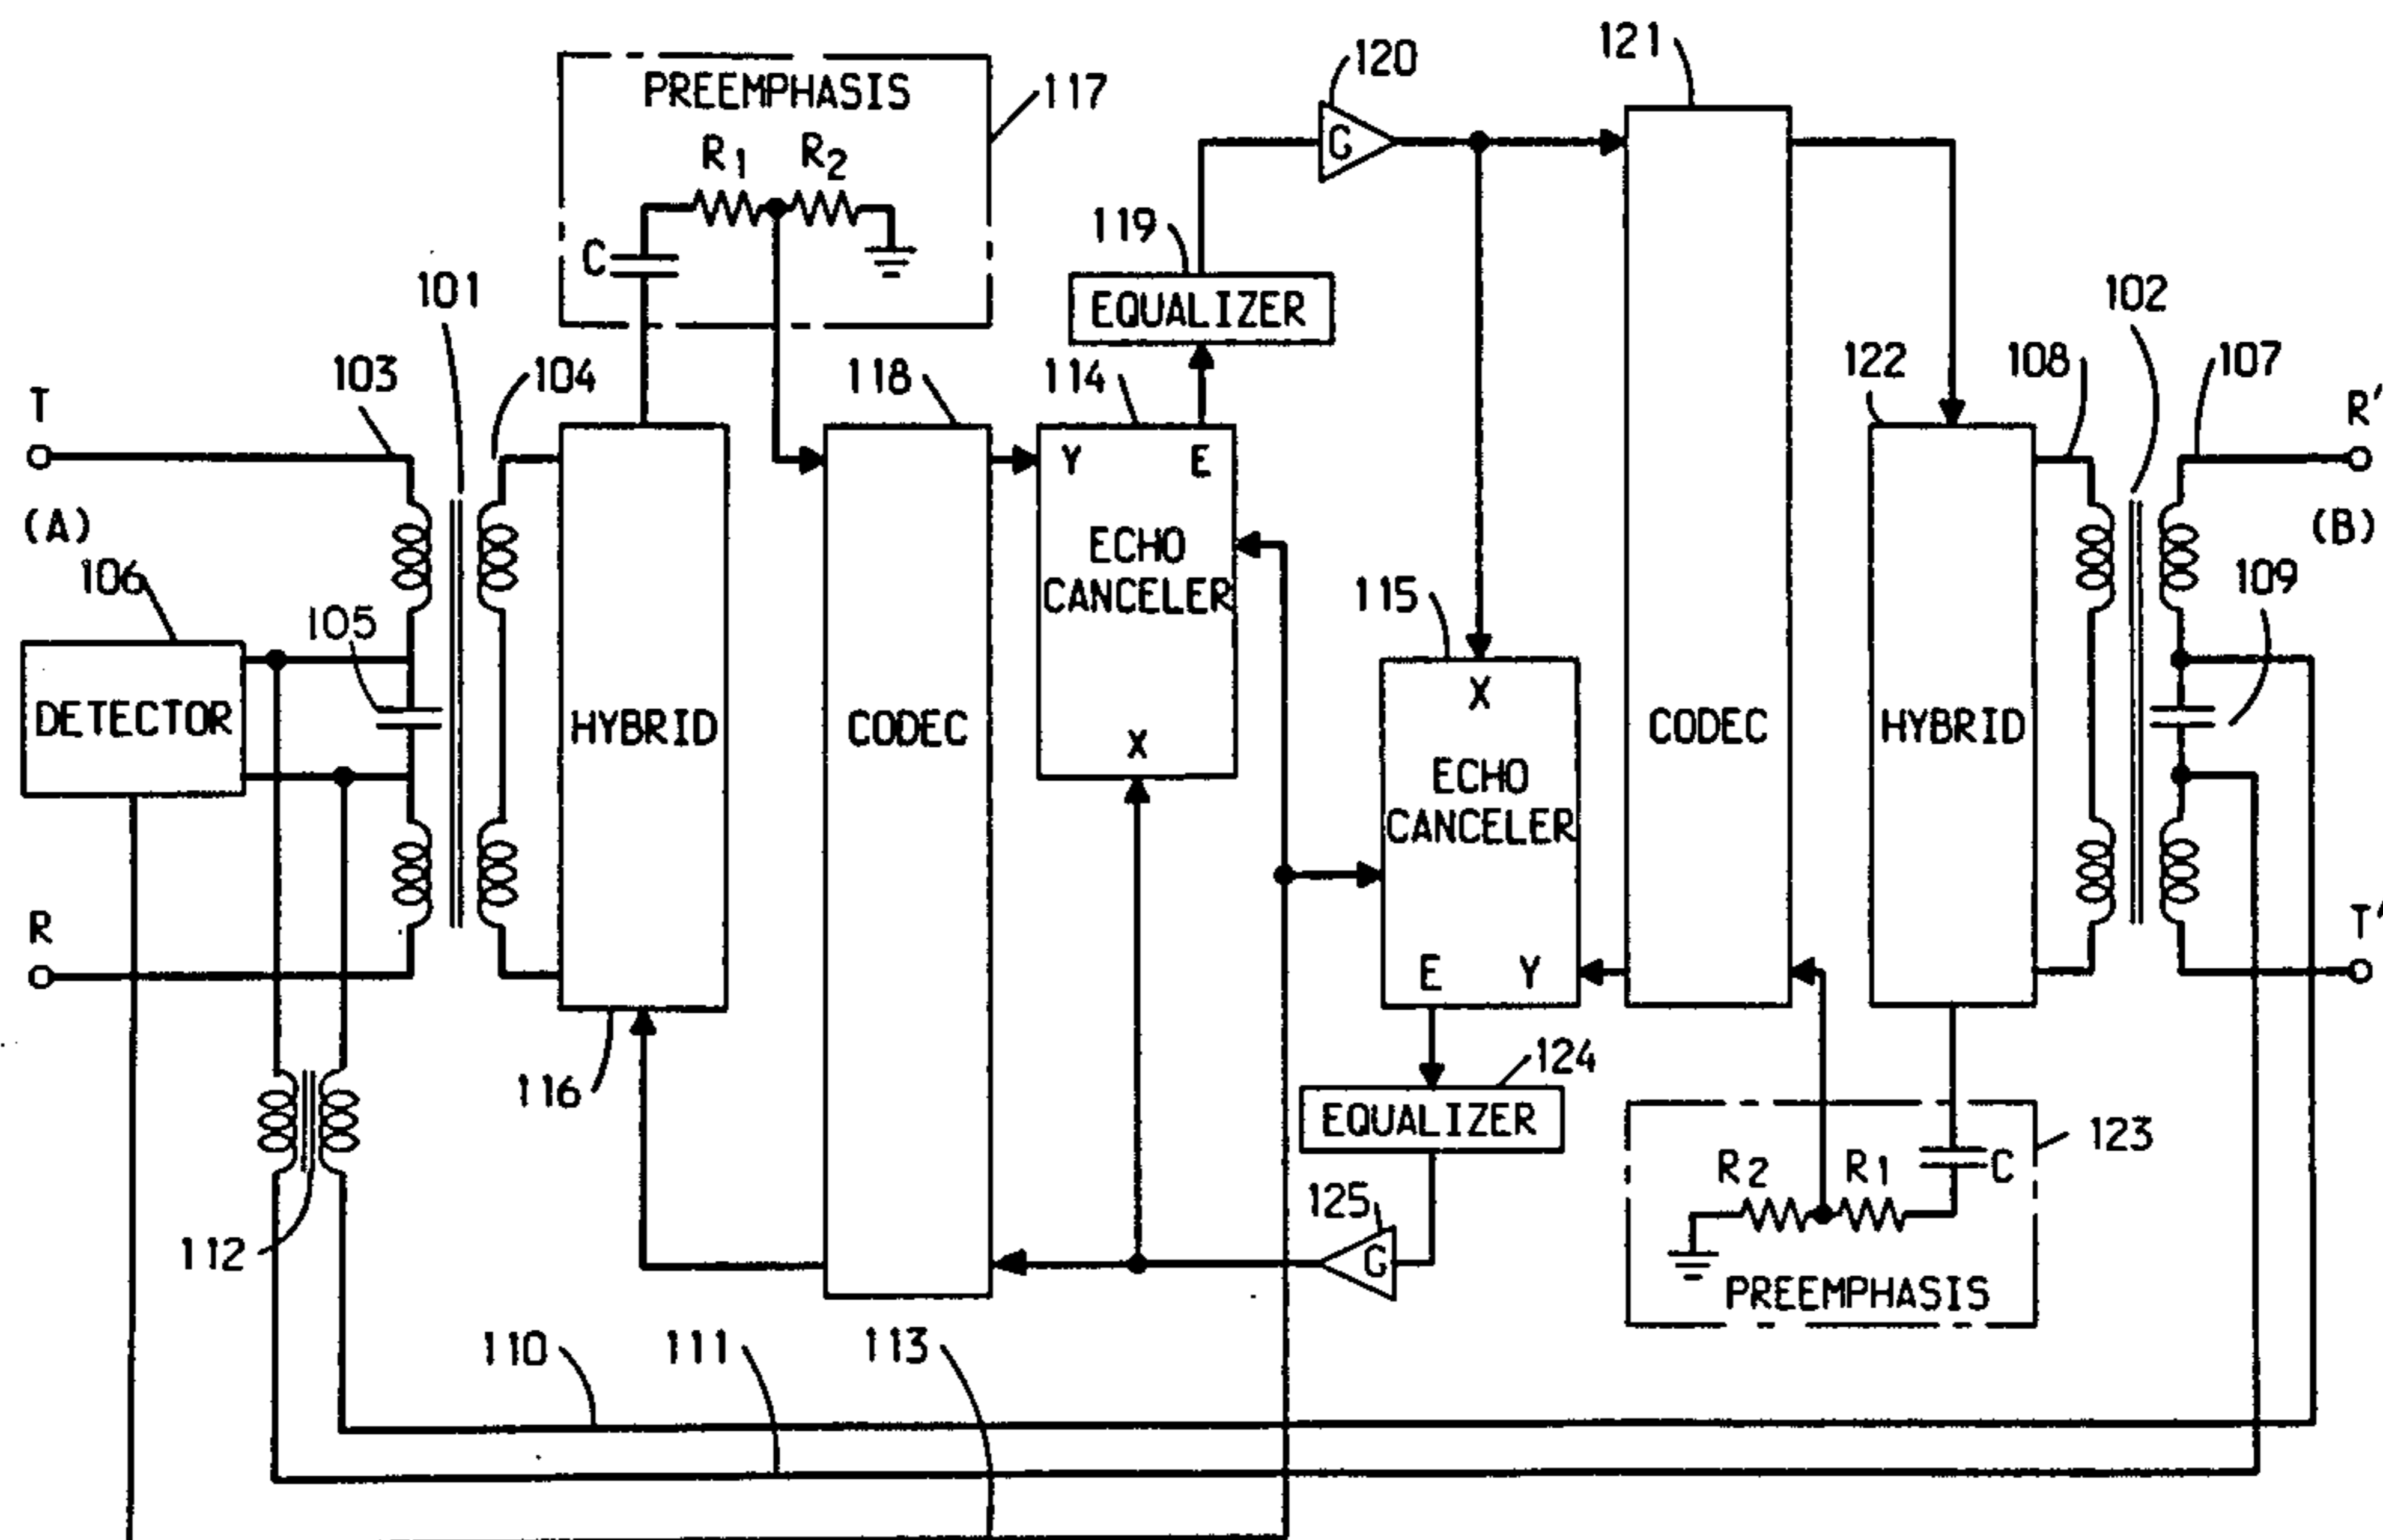 121
120
PREEMPHASIS
117
R1 R2
G
119
C
101
EQUALIZER
102
103 104 118 114 122 108 107
T R'
Y E
(A) (B)
ECHO
CANCELER
106 105 115 109
X
DETECTOR HYBRID CODEC X CODEC HYBRID
ECHO
CANCELER
R T'
E Y
116 124
EQUALIZER
123
R2 R1 C
125
112
G
PREEMPHASIS
110 111 113